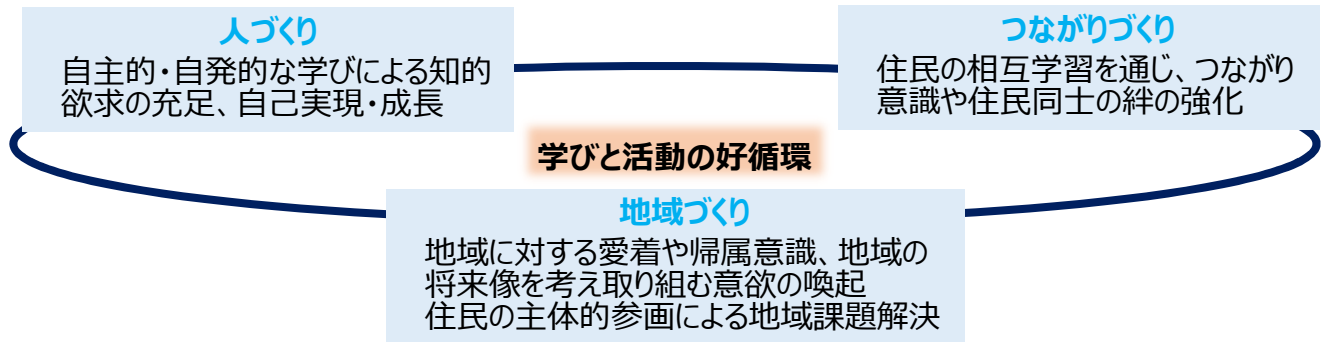 人づくり
自主的・自発的な学びによる知的
欲求の充足、自己実現・成長
つながりづくり
住民の相互学習を通じ、つながり
意識や住民同士の絆の強化
学びと活動の好循環
地域づくり
地域に対する愛着や帰属意識、地域の
将来像を考え取り組む意欲の喚起
住民の主体的参画による地域課題解決